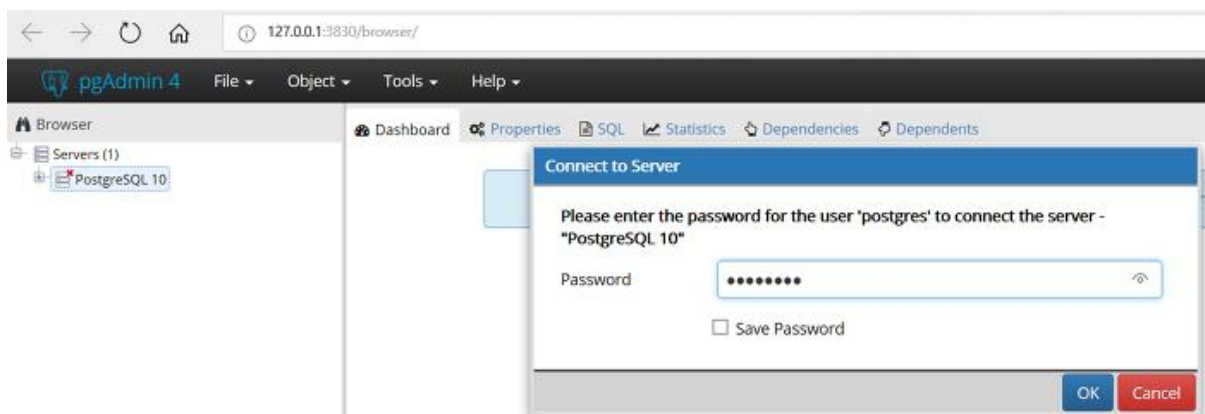 127.0.0.1:3830/browser/
pgAdmin 4 File Object Tools Help
Browser
Dashboard Properties SQL Statistics Dependencies Dependents
Servers (1)
PostgreSQL 10
Connect to Server
Please enter the password for the user 'postgres' to connect the server -
"PostgreSQL 10"
Password ••••••••
Save Password
OK Cancel